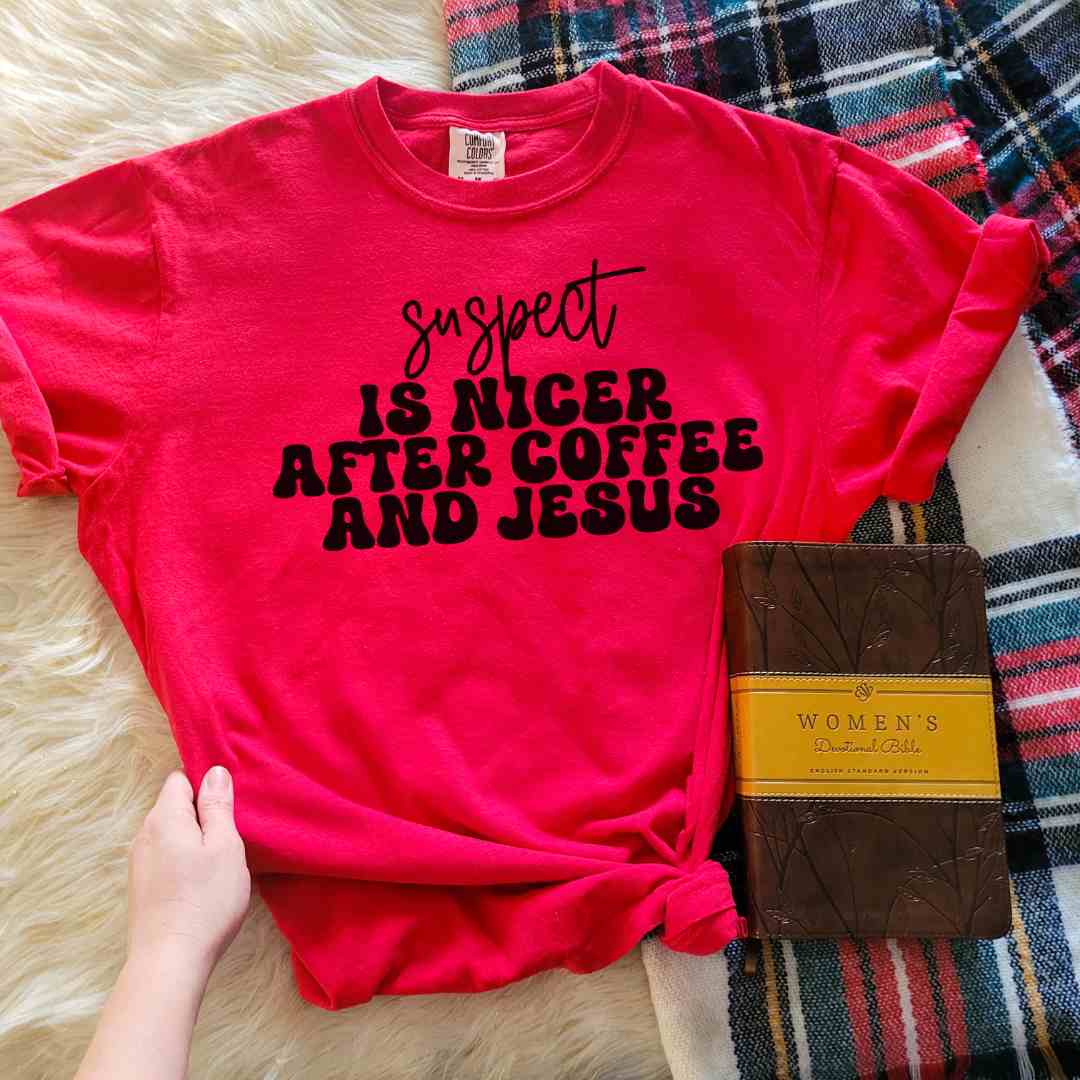 COMFORT
COLORS
suspect
IS NICER
AFTER COFFEE
AND JESUS
WOMEN'S
Devotional Bible
ENGLISH STANDARD VERSION